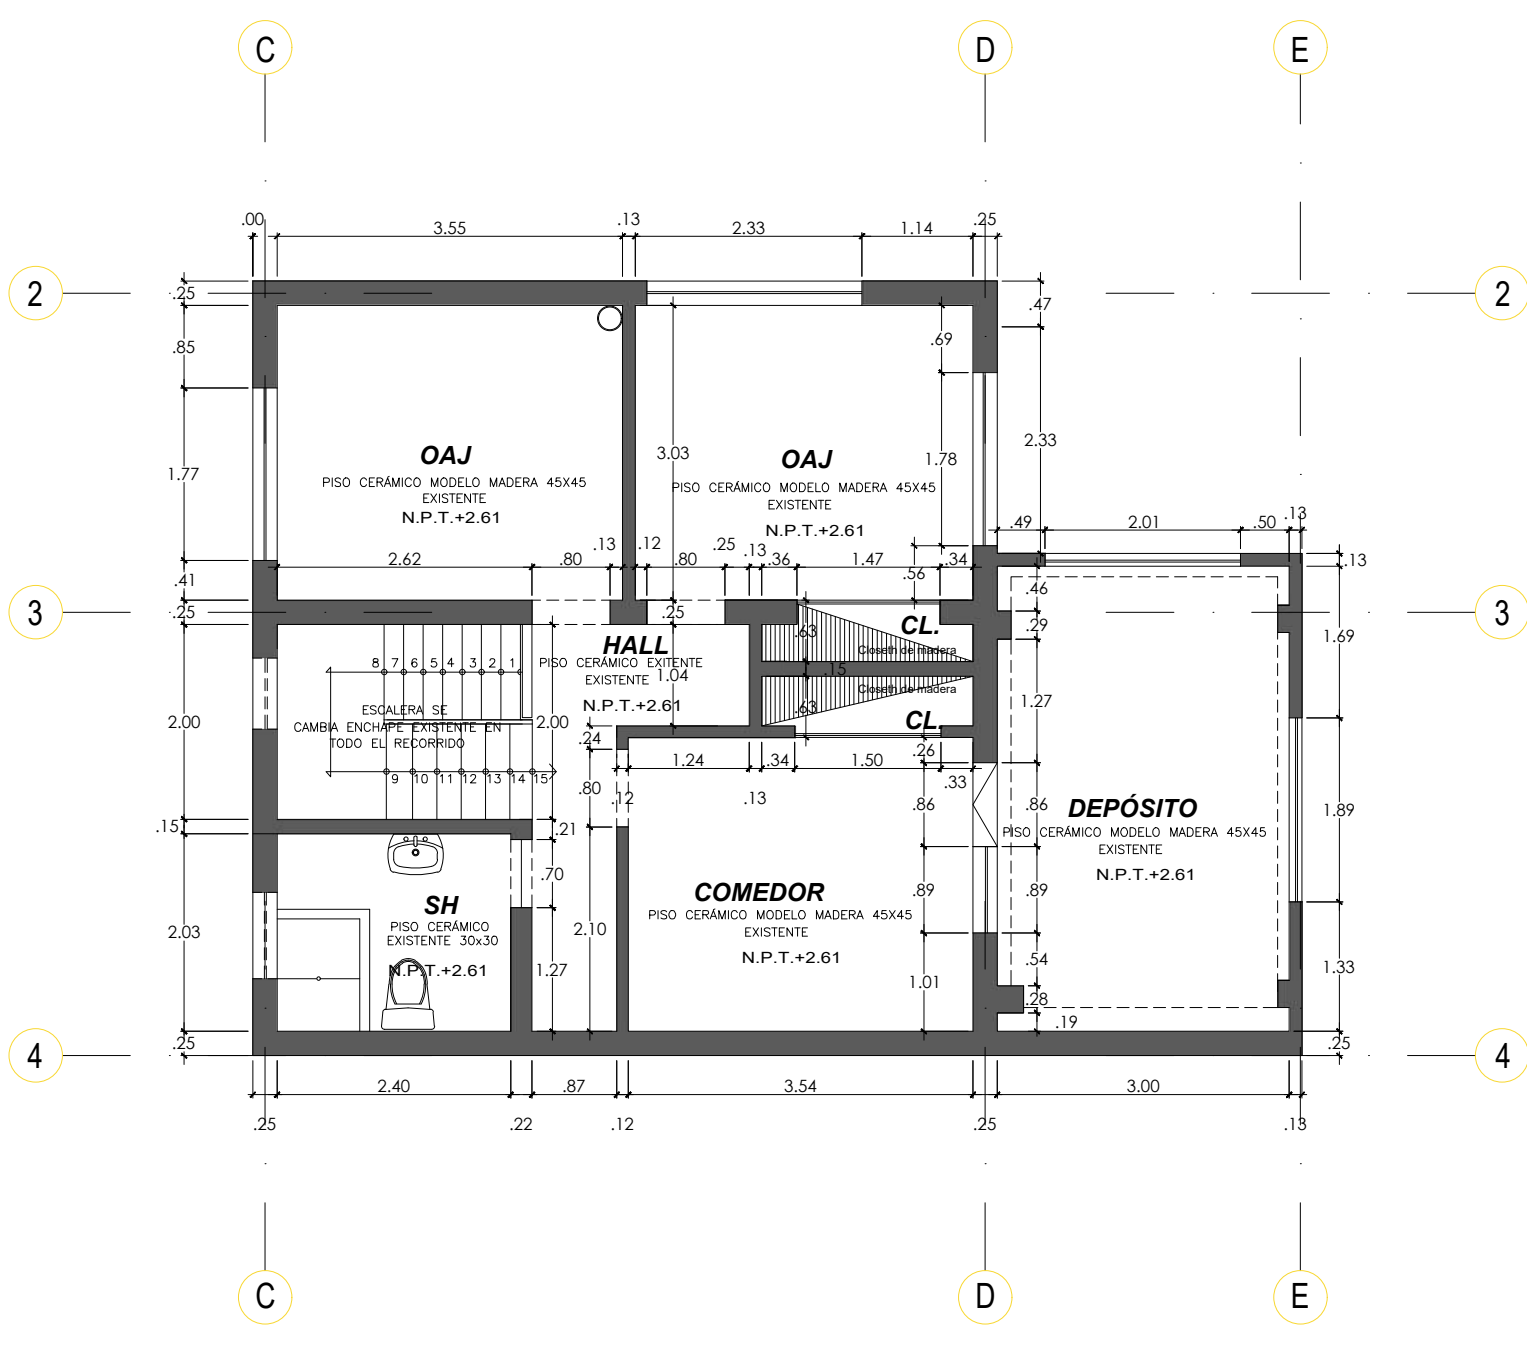 C D E
.00 3.55 .13 2.33 1.14 .25
2 2
.25 .47
.85 .69
3.03 2.33
1.77 1.78
OAJ
PISO CERÁMICO MODELO MADERA 45X45
EXISTENTE
N.P.T.+2.61
OAJ
PISO CERÁMICO MODELO MADERA 45X45
EXISTENTE
N.P.T.+2.61
.49 2.01 .50 .13
2.62 .80 .13 .12 .80 .25 .13 .36 1.47 .34 .13
.41 .56 .46
3 .25 .25 3
.29 1.69
HALL
PISO CERÁMICO EXITENTE
EXISTENTE
N.P.T.+2.61
1.04
.63 CL.
Closeth de madera
.15
Closeth de madera
.63 CL.
8 7 6 5 4 3 2 1
ESCALERA SE
CAMBIA ENCHAPE EXISTENTE EN
TODO EL RECORRIDO
9 10 11 12 13 14 15
2.00 2.00 1.27
.24 1.24 .34 1.50 .26 .33
.80 .12 .13 .86 .86 1.89
.15 .21
DEPÓSITO
PISO CERÁMICO MODELO MADERA 45X45
EXISTENTE
N.P.T.+2.61
.70 .89 .89
SH
PISO CERÁMICO
EXISTENTE 30x30
N.P.T.+2.61
COMEDOR
PISO CERÁMICO MODELO MADERA 45X45
EXISTENTE
N.P.T.+2.61
2.03 2.10 1.27 1.01 .54 1.33
.28
.19
4 .25 .25 4
2.40 .87 3.54 3.00
.25 .22 .12 .25 .13
C D E